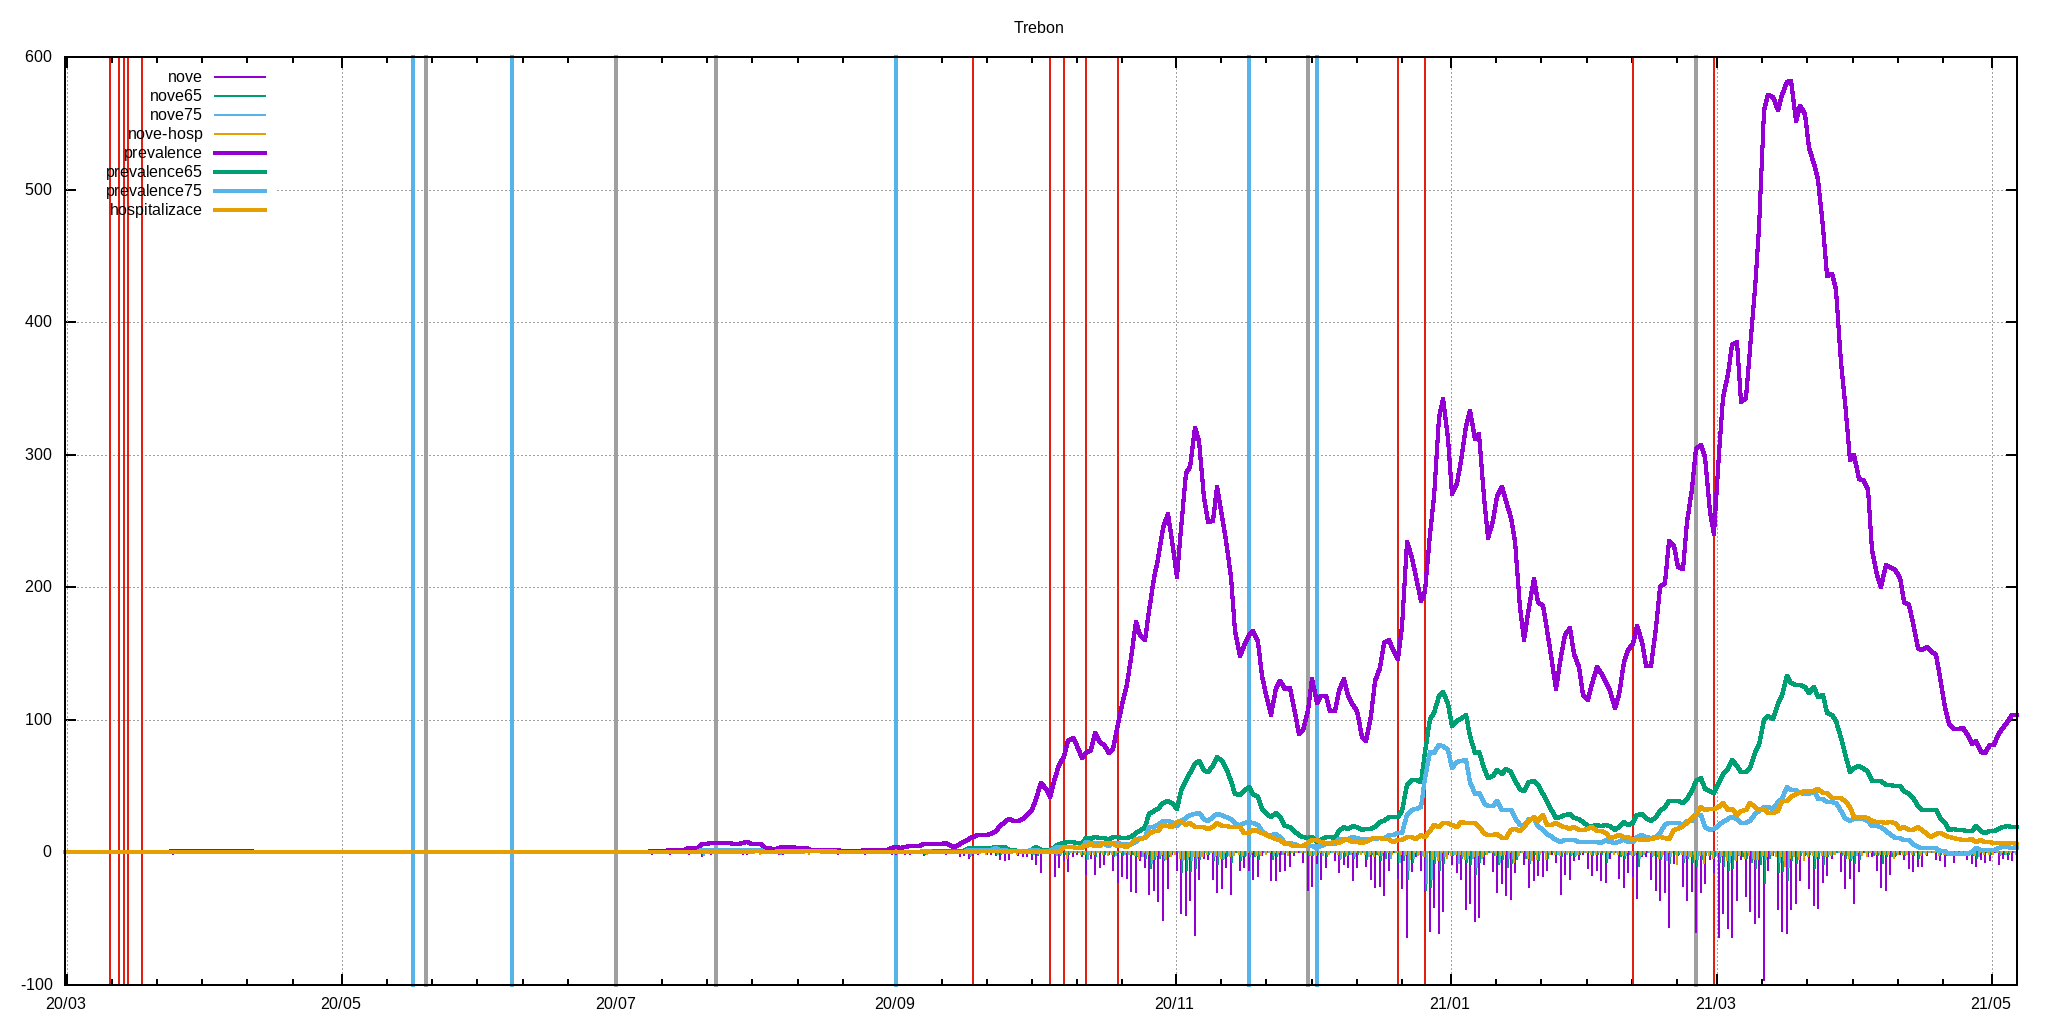 Trebon
600
500
400
300
200
100
0
-100
nove
nove65
nove75
nove-hosp
prevalence
prevalence65
prevalence75
hospitalizace
20/03 20/05 20/07 20/09 20/11 21/01 21/03 21/05